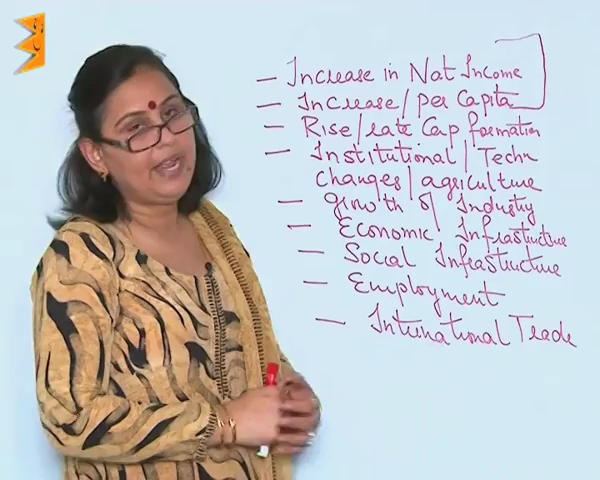 — Increase in Nat Income
— Increase/per Capita
— Rise/rate Cap formation
— Institutional/Techn
Changes/agriculture
— Growth of Industry
— Economic Infrastructure
— Social Infrastructure
— Employment
— International Trade